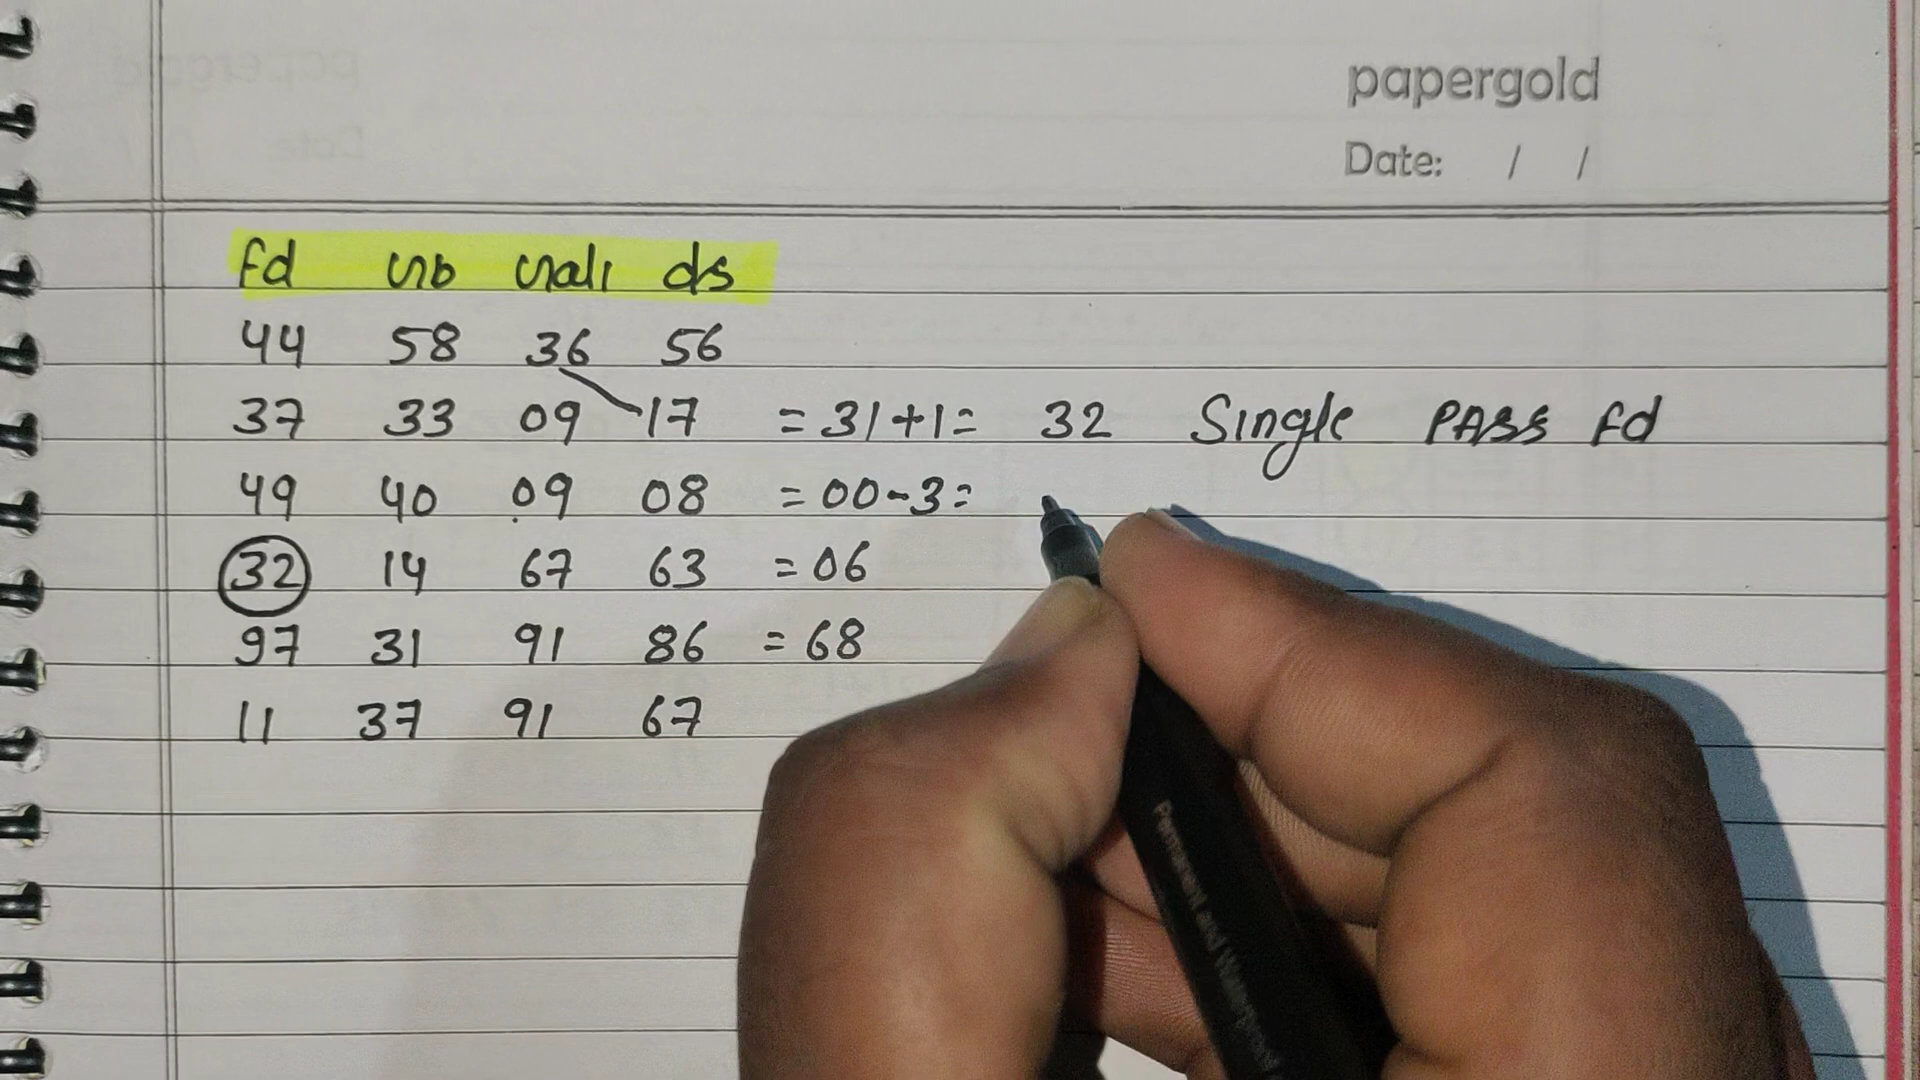 papergold
Date: / /
fd GB Gali ds
44 58 36 56
37 33 09 17 = 31+1= 32 Single PASS fd
49 40 09 08 = 00-3=
32 14 67 63 = 06
97 31 91 86 = 68
11 37 91 67